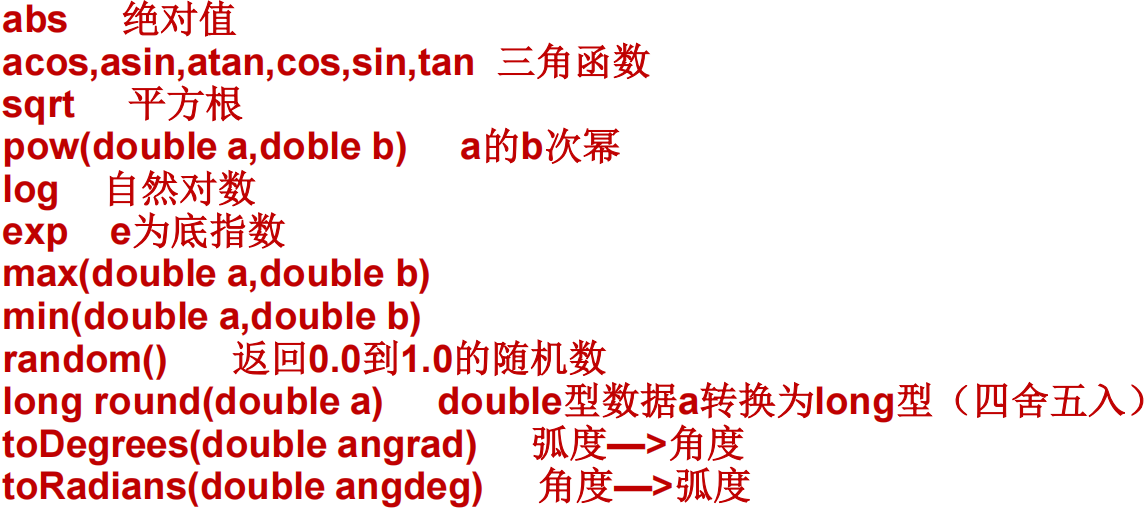 abs 绝对值
acos,asin,atan,cos,sin,tan 三角函数
sqrt 平方根
pow(double a,doble b) a的b次幂
log 自然对数
exp e为底指数
max(double a,double b)
min(double a,double b)
random() 返回0.0到1.0的随机数
long round(double a) double型数据a转换为long型（四舍五入）
toDegrees(double angrad) 弧度—>角度
toRadians(double angdeg) 角度—>弧度